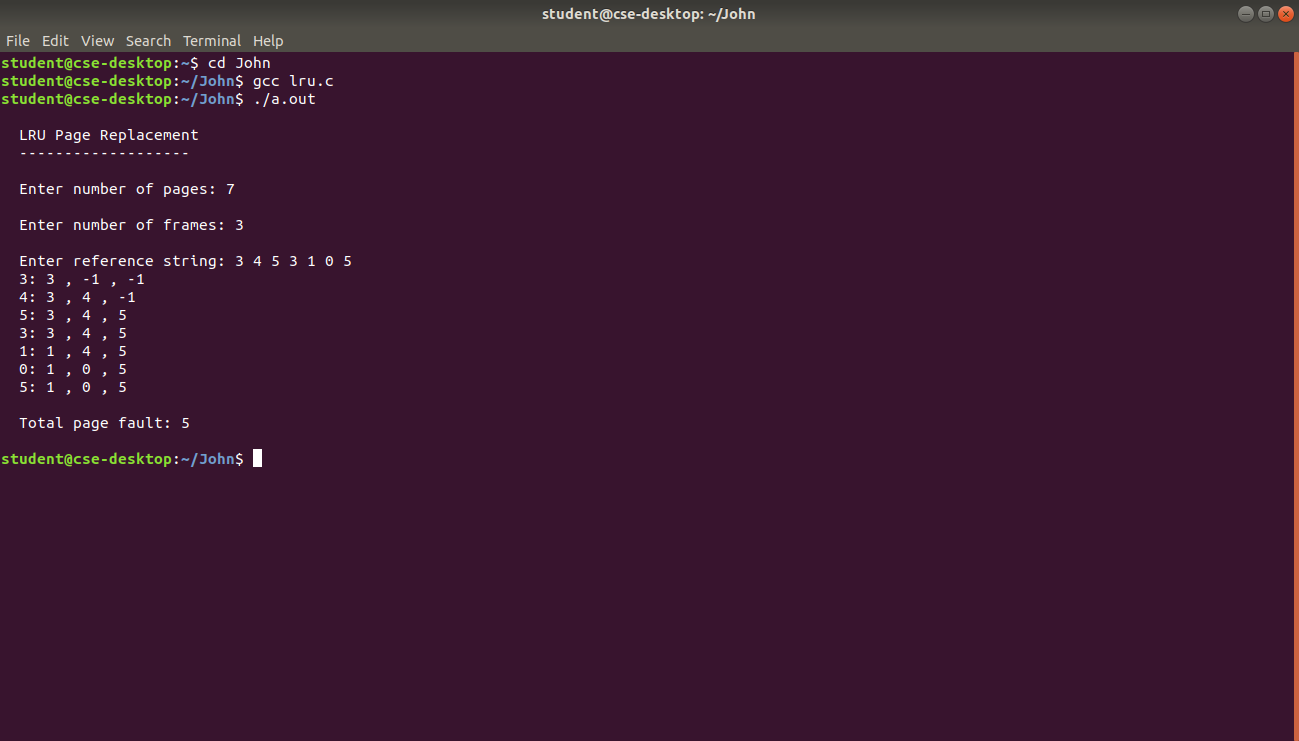 student@cse-desktop: ~/John
File Edit View Search Terminal Help
student@cse-desktop:~$ cd John
student@cse-desktop:~/John$ gcc lru.c
student@cse-desktop:~/John$ ./a.out
LRU Page Replacement
-------------------
Enter number of pages: 7
Enter number of frames: 3
Enter reference string: 3 4 5 3 1 0 5
3: 3 , -1 , -1
4: 3 , 4 , -1
5: 3 , 4 , 5
3: 3 , 4 , 5
1: 1 , 4 , 5
0: 1 , 0 , 5
5: 1 , 0 , 5
Total page fault: 5
student@cse-desktop:~/John$